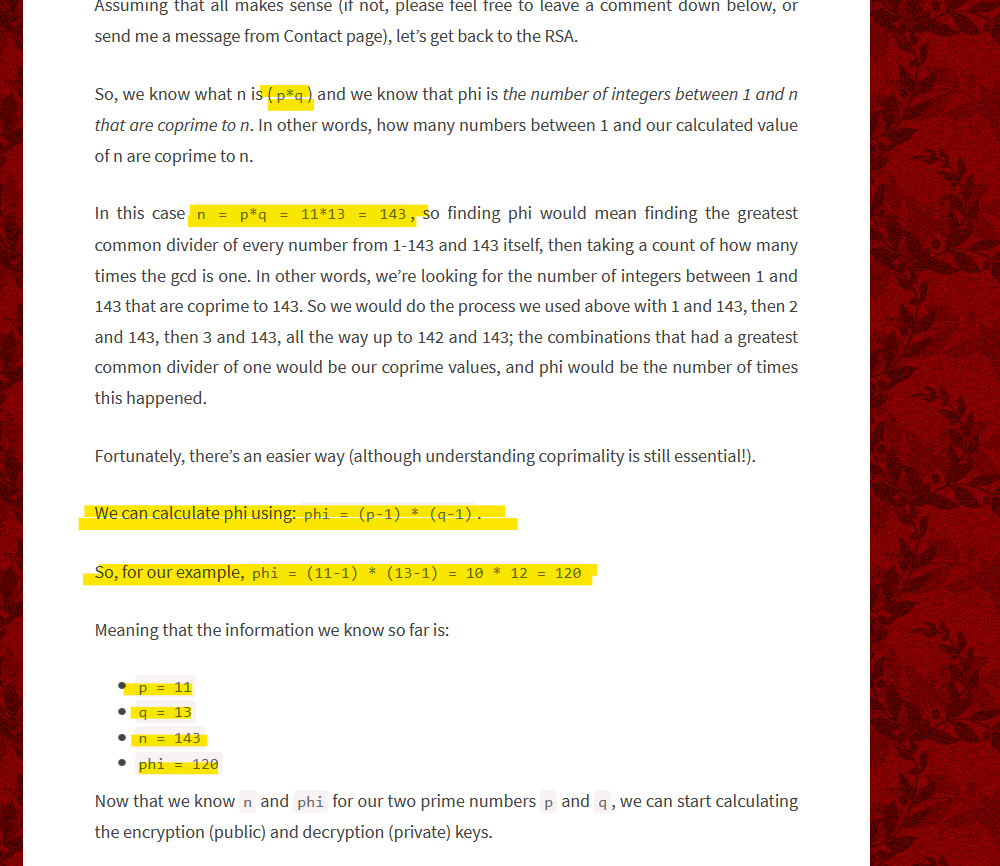 Assuming that all makes sense (if not, please feel free to leave a comment down below, or
send me a message from Contact page), let’s get back to the RSA.
So, we know what n is (p*q) and we know that phi is the number of integers between 1 and n
that are coprime to n. In other words, how many numbers between 1 and our calculated value
of n are coprime to n.
In this case n = p*q = 11*13 = 143, so finding phi would mean finding the greatest
common divider of every number from 1-143 and 143 itself, then taking a count of how many
times the gcd is one. In other words, we’re looking for the number of integers between 1 and
143 that are coprime to 143. So we would do the process we used above with 1 and 143, then 2
and 143, then 3 and 143, all the way up to 142 and 143; the combinations that had a greatest
common divider of one would be our coprime values, and phi would be the number of times
this happened.
Fortunately, there’s an easier way (although understanding coprimality is still essential!).
We can calculate phi using: phi = (p-1) * (q-1).
So, for our example, phi = (11-1) * (13-1) = 10 * 12 = 120
Meaning that the information we know so far is:
• p = 11
• q = 13
• n = 143
• phi = 120
Now that we know n and phi for our two prime numbers p and q, we can start calculating
the encryption (public) and decryption (private) keys.